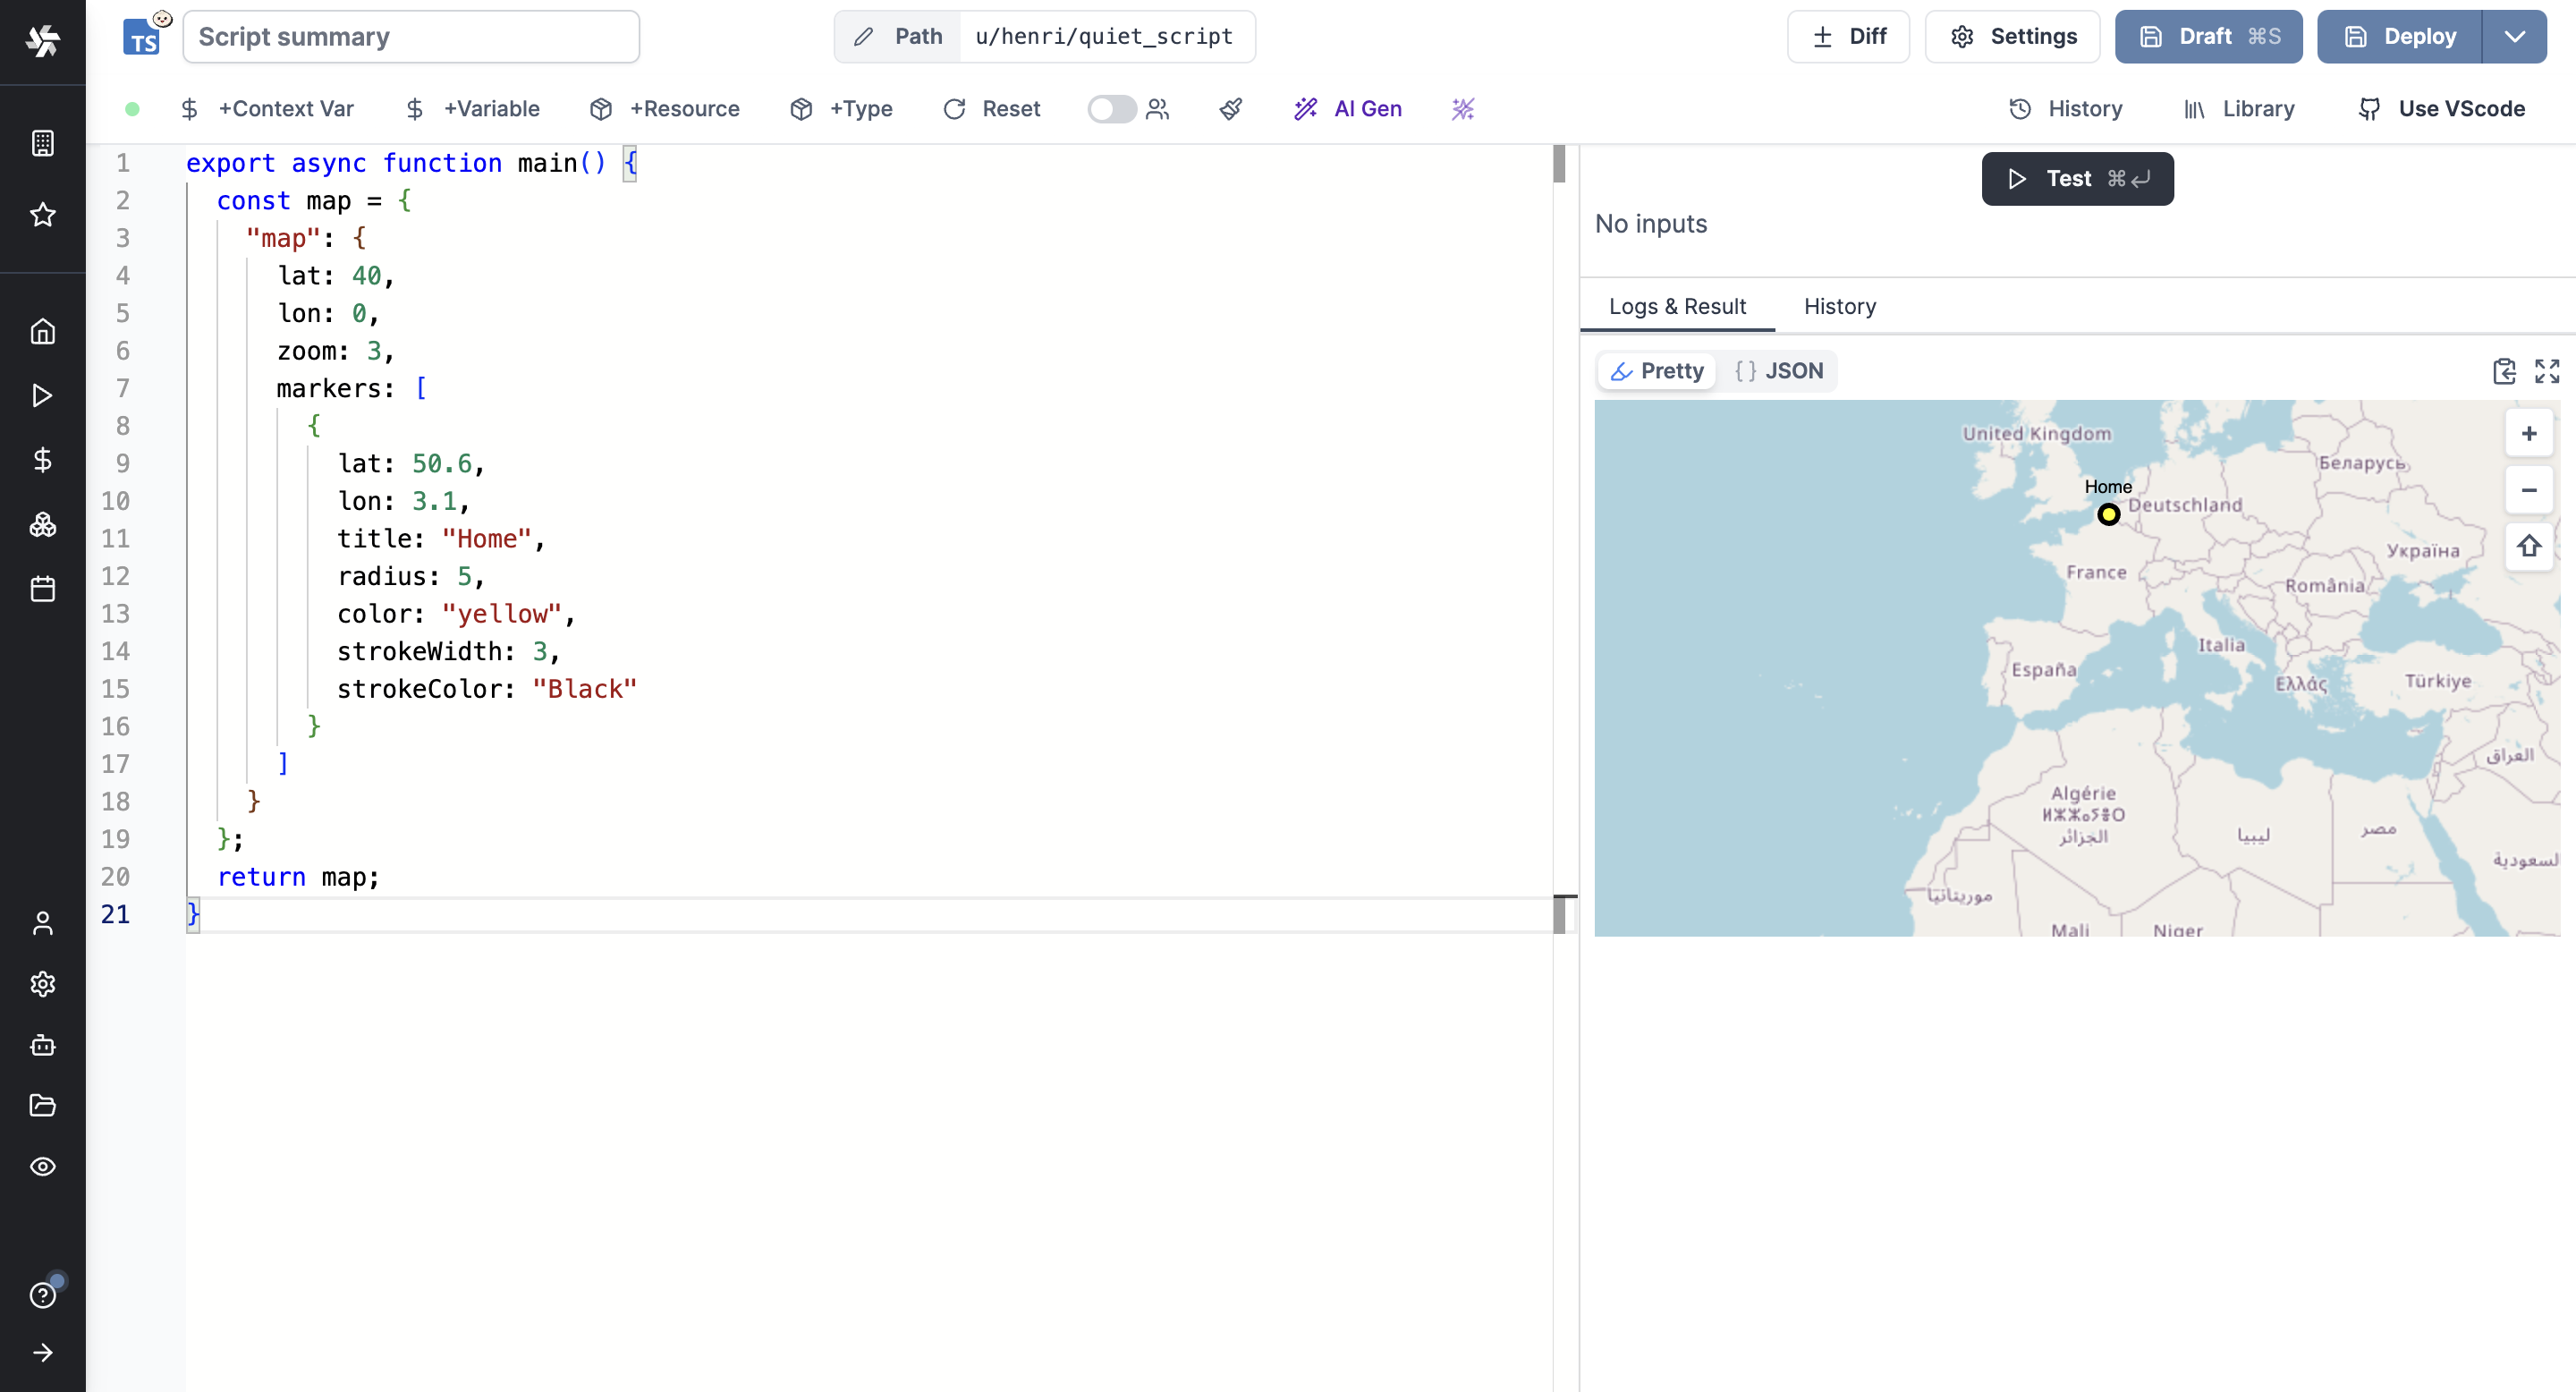 TS
Script summary
Path u/henri/quiet_script
Diff
Settings
Draft ⌘S
Deploy
+Context Var
+Variable
+Resource
+Type
Reset
AI Gen
History
Library
Use VScode
1 export async function main() {
2 const map = {
3 "map": {
4 lat: 40,
5 lon: 0,
6 zoom: 3,
7 markers: [
8 {
9 lat: 50.6,
10 lon: 3.1,
11 title: "Home",
12 radius: 5,
13 color: "yellow",
14 strokeWidth: 3,
15 strokeColor: "Black"
16 }
17 ]
18 }
19 };
20 return map;
21 }
Test ⌘
No inputs
Logs & Result
History
Pretty
{} JSON
United Kingdom
Беларусь
Home
Deutschland
Україна
France
România
Italia
España
Ελλάς
Türkiye
العراق
Algérie
ⵍⵣⵣⴰⵢⴻⵔ
الجزائر
ليبيا
مصر
السعودية
موريتانيا
Mali
Niger
+
−